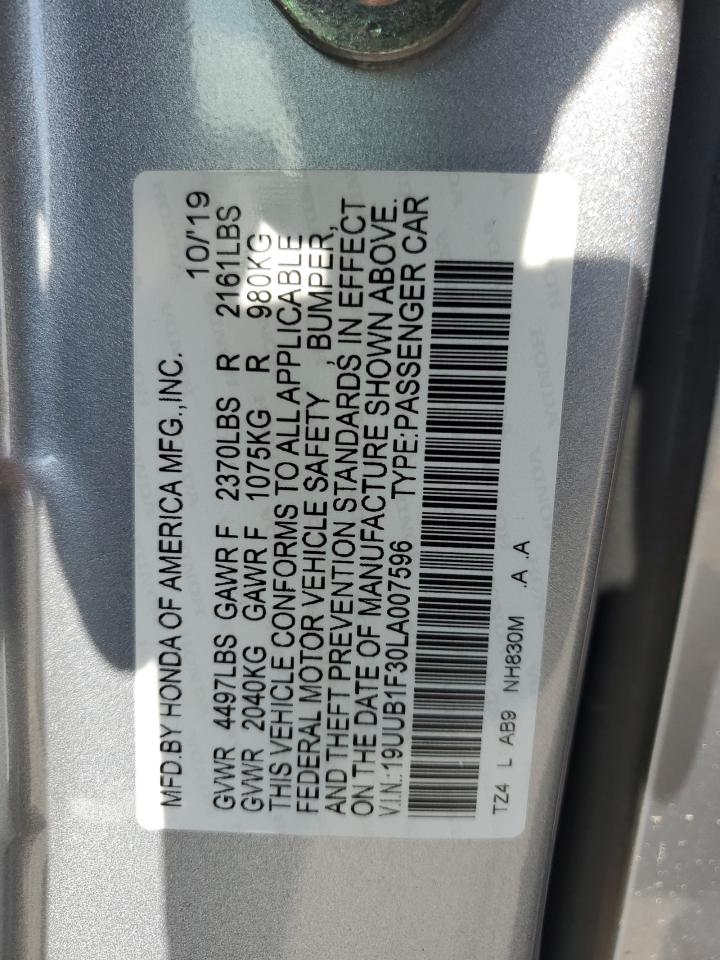 MFD.BY HONDA OF AMERICA MFG.,INC. 10/'19
GVWR 4497LBS GAWR F 2370LBS R 2161LBS
GVWR 2040KG GAWR F 1075KG R 980KG
THIS VEHICLE CONFORMS TO ALL APPLICABLE
FEDERAL MOTOR VEHICLE SAFETY , BUMPER,
AND THEFT PREVENTION STANDARDS IN EFFECT
ON THE DATE OF MANUFACTURE SHOWN ABOVE.
V.I.N.:19UUB1F30LA007596 TYPE:PASSENGER CAR
TZ4 L AB9 NH830M .A .A